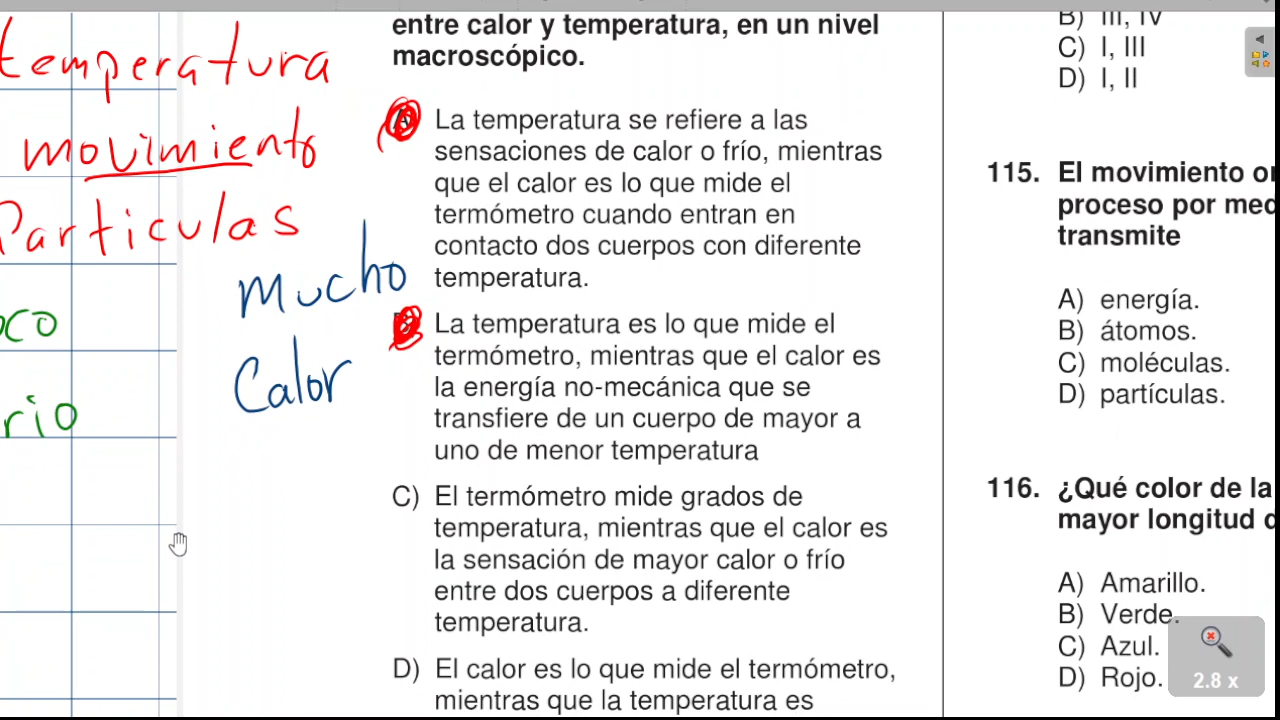 temperatura
movimiento
Particulas
Mucho
Calor
entre calor y temperatura, en un nivel
macroscópico.
La temperatura se refiere a las
sensaciones de calor o frío, mientras
que el calor es lo que mide el
termómetro cuando entran en
contacto dos cuerpos con diferente
temperatura.
La temperatura es lo que mide el
termómetro, mientras que el calor es
la energía no-mecánica que se
transfiere de un cuerpo de mayor a
uno de menor temperatura
C) El termómetro mide grados de
temperatura, mientras que el calor es
la sensación de mayor calor o frío
entre dos cuerpos a diferente
temperatura.
D) El calor es lo que mide el termómetro,
mientras que la temperatura es
B) III, IV
C) I, III
D) I, II
115. El movimiento
proceso por
transmite
A) energía.
B) átomos.
C) moléculas.
D) partículas.
116. ¿Qué color de la
mayor longitud
A) Amarillo.
B) Verde.
C) Azul.
D) Rojo.
2.8 x